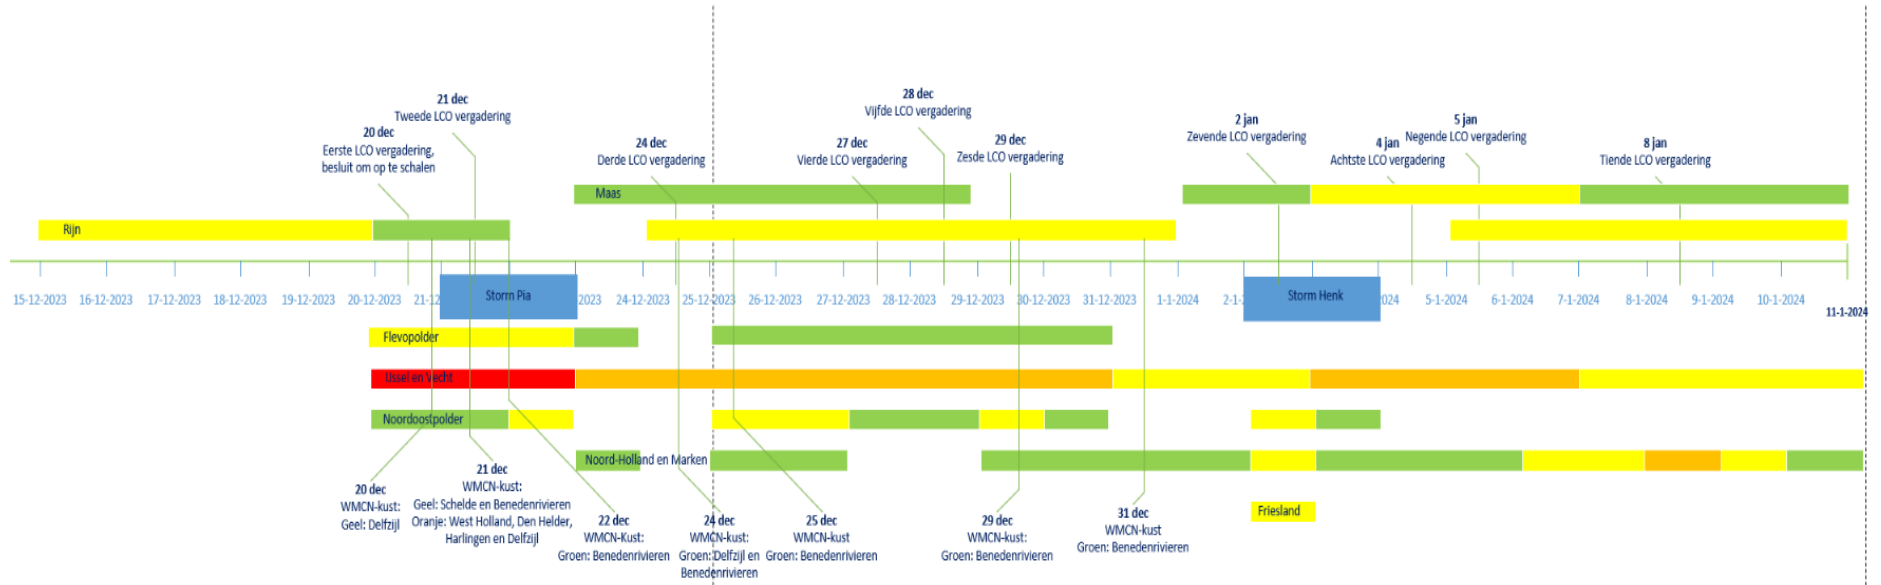 28 dec
Vijfde LCO vergadering
21 dec
Tweede LCO vergadering
20 dec
Eerste LCO vergadering,
besluit om op te schalen
24 dec
Derde LCO vergadering
27 dec
Vierde LCO vergadering
29 dec
Zesde LCO vergadering
2 jan
Zevende LCO vergadering
4 jan
Achtste LCO vergadering
5 jan
Negende LCO vergadering
8 jan
Tiende LCO vergadering
Maas
Rijn
15-12-2023
16-12-2023
17-12-2023
18-12-2023
19-12-2023
20-12-2023
21-12
Storm Pia
2023
24-12-2023
25-12-2023
26-12-2023
27-12-2023
28-12-2023
29-12-2023
30-12-2023
31-12-2023
1-1-2024
2-1-
Storm Henk
2024
5-1-2024
6-1-2024
7-1-2024
8-1-2024
9-1-2024
10-1-2024
11-1-2024
Flevopolder
IJssel en Vecht
Noordoostpolder
Noord-Holland en Marken
Friesland
20 dec
WMCN-kust:
Geel: Delfzijl
21 dec
WMCN-kust:
Geel: Schelde en Benedenrivieren
Oranje: West Holland, Den Helder,
Harlingen en Delfzijl
22 dec
WMCN-Kust:
Groen: Benedenrivieren
24 dec
WMCN-kust:
Groen: Delfzijl en
Benedenrivieren
25 dec
WMCN-kust
Groen: Benedenrivieren
29 dec
WMCN-kust:
Groen: Benedenrivieren
31 dec
WMCN-kust
Groen: Benedenrivieren